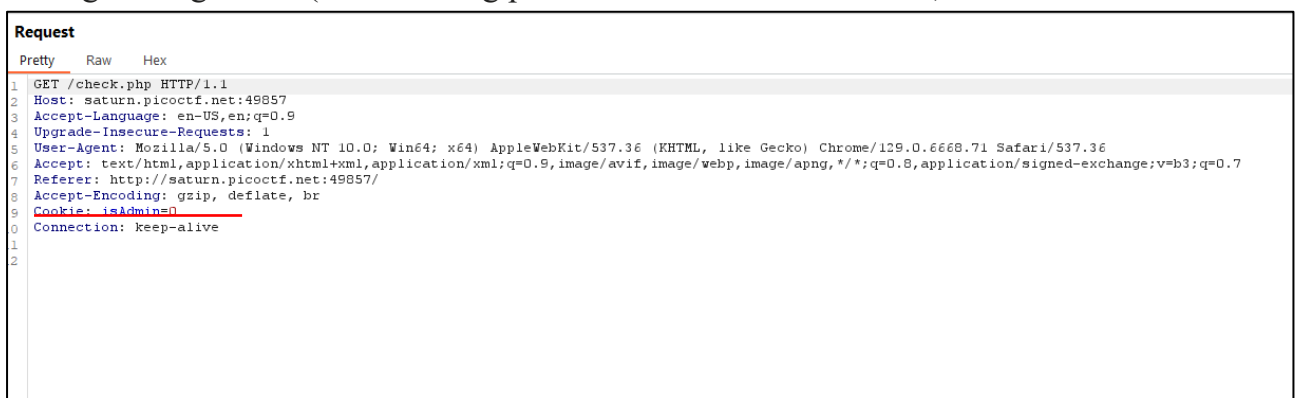 Request
Pretty Raw Hex
1 GET /check.php HTTP/1.1
2 Host: saturn.picoctf.net:49857
3 Accept-Language: en-US,en;q=0.9
4 Upgrade-Insecure-Requests: 1
5 User-Agent: Mozilla/5.0 (Windows NT 10.0; Win64; x64) AppleWebKit/537.36 (KHTML, like Gecko) Chrome/129.0.6668.71 Safari/537.36
6 Accept: text/html,application/xhtml+xml,application/xml;q=0.9,image/avif,image/webp,image/apng,*/*;q=0.8,application/signed-exchange;v=b3;q=0.7
7 Referer: http://saturn.picoctf.net:49857/
8 Accept-Encoding: gzip, deflate, br
9 Cookie: isAdmin=0
0 Connection: keep-alive
1
2